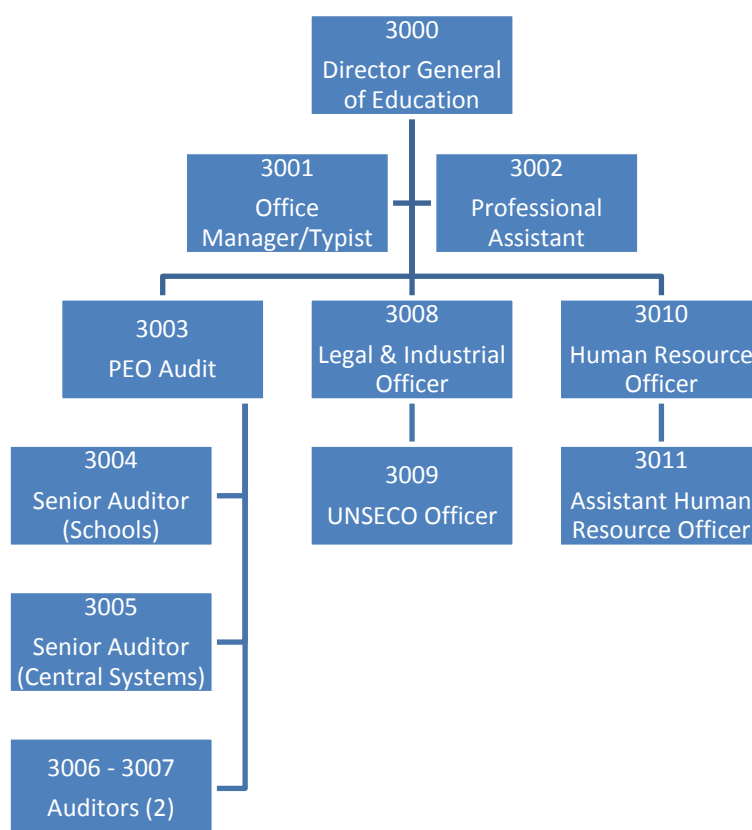 3000
Director General
of Education
3001
Office
Manager/Typist
3002
Professional
Assistant
3003
PEO Audit
3008
Legal & Industrial
Officer
3010
Human Resource
Officer
3004
Senior Auditor
(Schools)
3009
UNSECO Officer
3011
Assistant Human
Resource Officer
3005
Senior Auditor
(Central Systems)
3006 - 3007
Auditors (2)